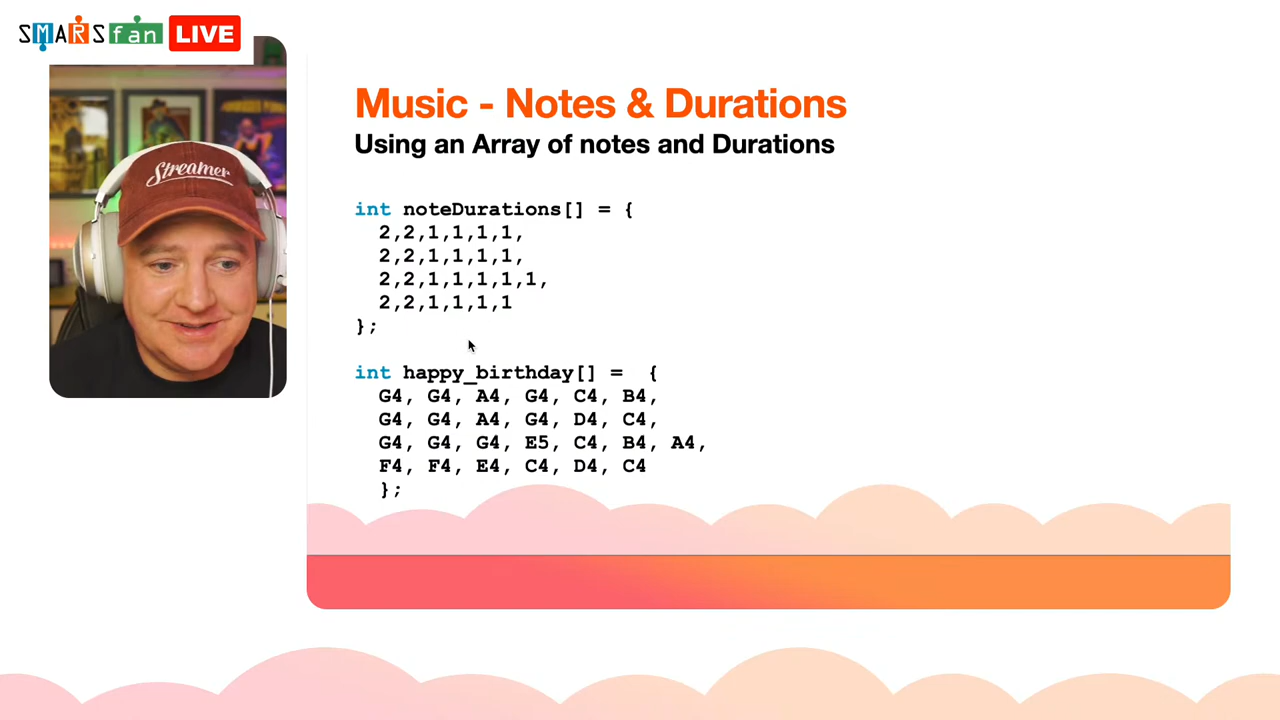 SMARS fan LIVE
Streamer
Music - Notes & Durations
Using an Array of notes and Durations
int noteDurations[] = {
2,2,1,1,1,1,
2,2,1,1,1,1,
2,2,1,1,1,1,1,
2,2,1,1,1,1
};
int happy_birthday[] =  {
G4, G4, A4, G4, C4, B4,
G4, G4, A4, G4, D4, C4,
G4, G4, G4, E5, C4, B4, A4,
F4, F4, E4, C4, D4, C4
};